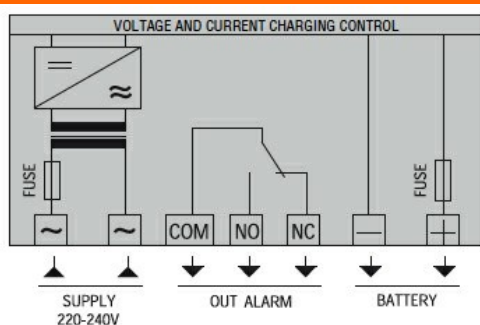 VOLTAGE AND CURRENT CHARGING CONTROL
FUSE
FUSE
~ ~ COM NO NC — +
SUPPLY OUT ALARM BATTERY
220-240V